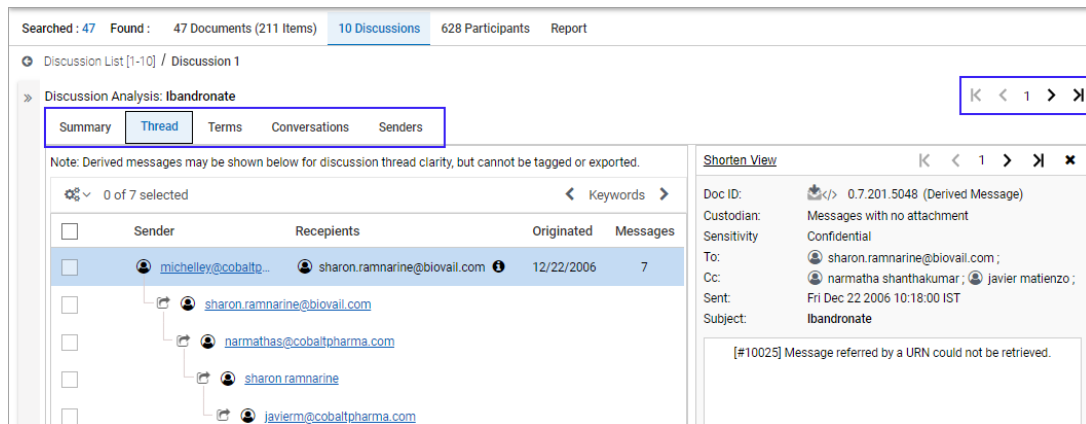 Searched : 47 Found : 47 Documents (211 Items) 10 Discussions 628 Participants Report
Discussion List [1-10] / Discussion 1
Discussion Analysis: Ibandronate
1
Summary Thread Terms Conversations Senders
Note: Derived messages may be shown below for discussion thread clarity, but cannot be tagged or exported.
0 of 7 selected Keywords
Sender Recepients Originated Messages
michelley@cobaltp... sharon.ramnarine@biovail.com 12/22/2006 7
sharon.ramnarine@biovail.com
narmathas@cobaltpharma.com
sharon ramnarine
javierm@cobaltpharma.com
Shorten View 1
Doc ID: 0.7.201.5048 (Derived Message)
Custodian: Messages with no attachment
Sensitivity Confidential
To: sharon.ramnarine@biovail.com ;
Cc: narmatha shanthakumar ; javier matienzo ;
Sent: Fri Dec 22 2006 10:18:00 IST
Subject: Ibandronate
[#10025] Message referred by a URN could not be retrieved.